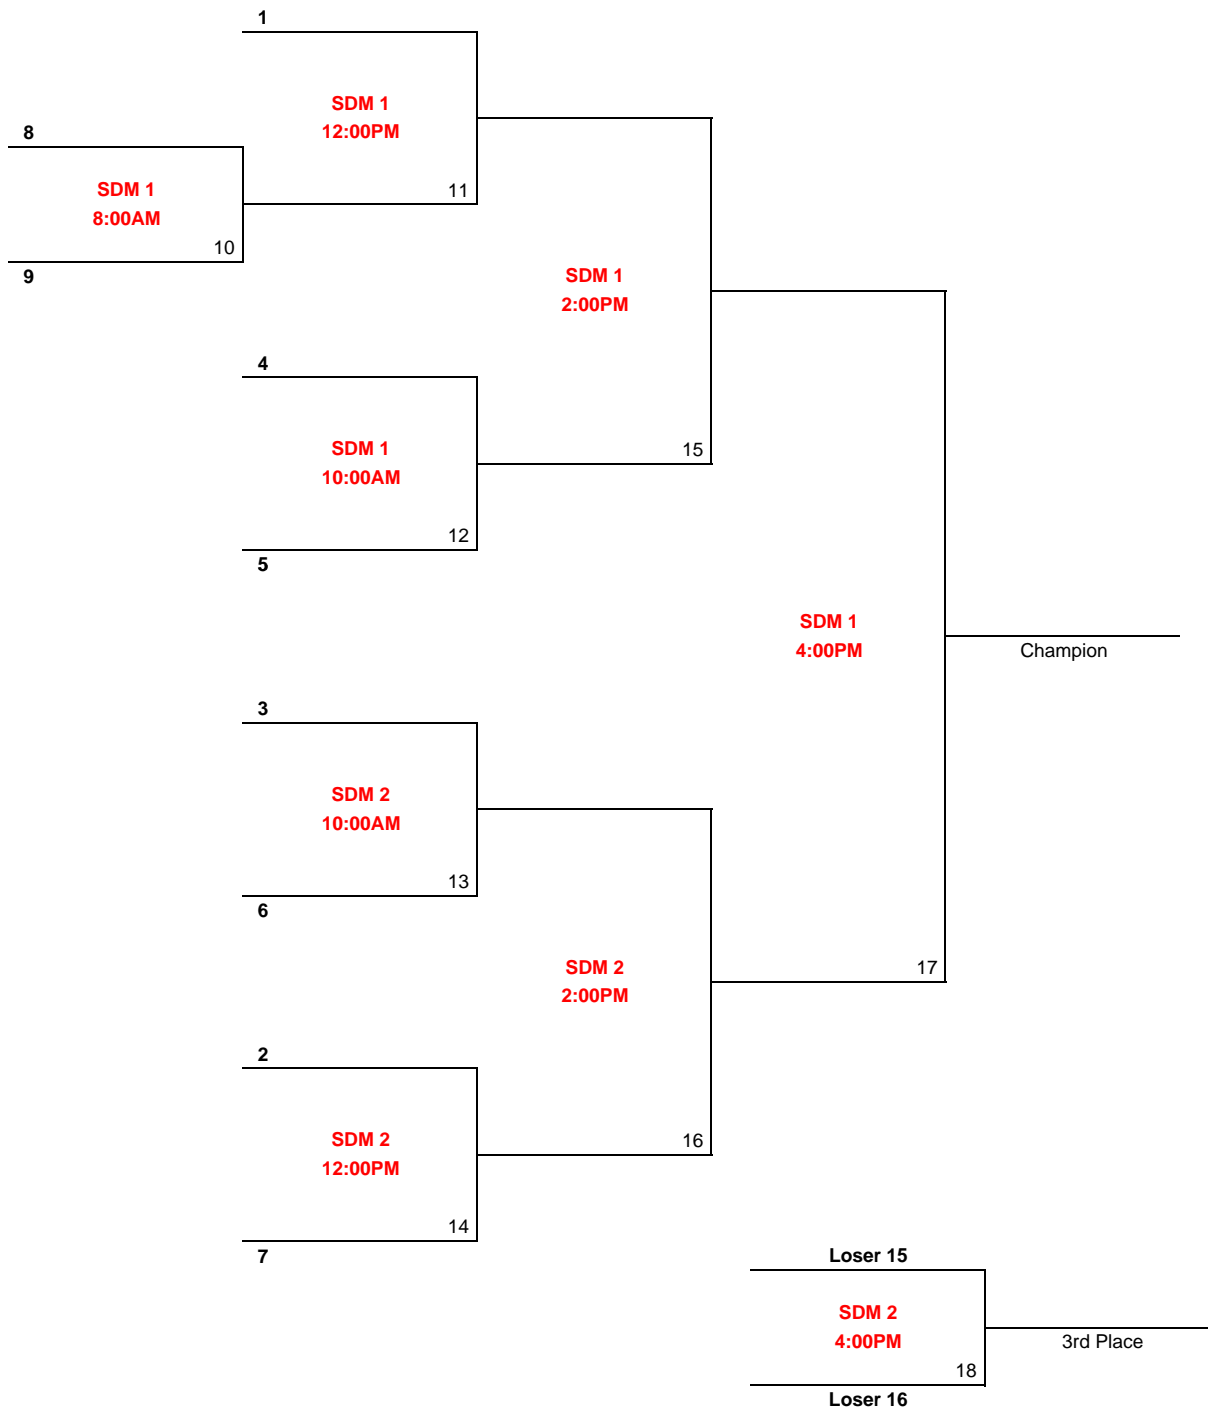 1
SDM 1
12:00PM
8
11
SDM 1
8:00AM
10
9
SDM 1
2:00PM
4
15
SDM 1
10:00AM
12
5
SDM 1
4:00PM
Champion
3
SDM 2
10:00AM
13
6
17
SDM 2
2:00PM
2
16
SDM 2
12:00PM
14
7
Loser 15
SDM 2
4:00PM
3rd Place
18
Loser 16